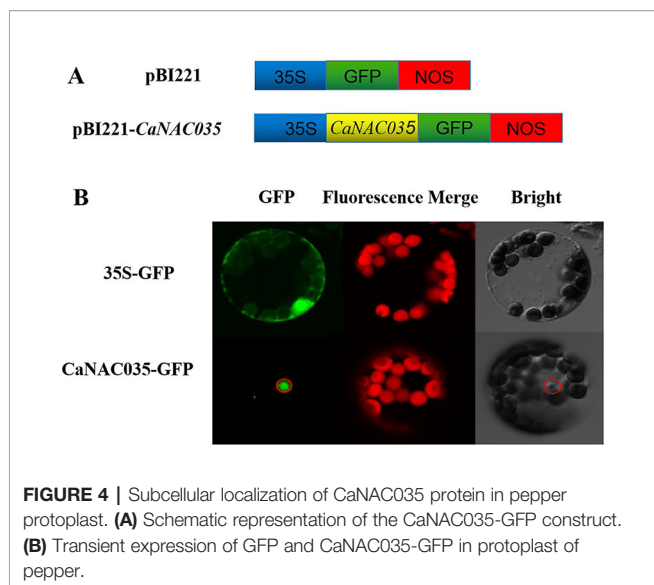 A
pBI221
35S GFP NOS
pBI221-CaNAC035
35S CaNAC035 GFP NOS
B
GFP Fluorescence Merge Bright
35S-GFP
CaNAC035-GFP
FIGURE 4 | Subcellular localization of CaNAC035 protein in pepper
protoplast. (A) Schematic representation of the CaNAC035-GFP construct.
(B) Transient expression of GFP and CaNAC035-GFP in protoplast of
pepper.